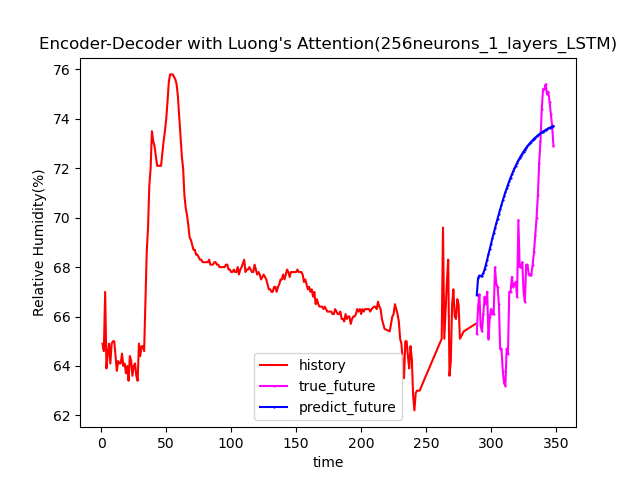 Encoder-Decoder with Luong's Attention(256neurons_1_layers_LSTM)
76
74
72
70
68
66
64
62
Relative Humidity(%)
history
true_future
predict_future
0 50 100 150 200 250 300 350
time